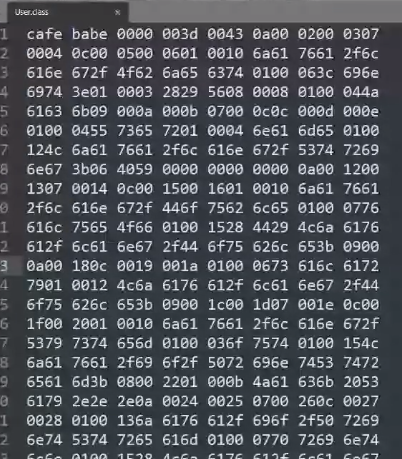 User.class ×
1 cafe babe 0000 003d 0043 0a00 0200 0307
2 0004 0c00 0500 0601 0010 6a61 7661 2f6c
3 616e 672f 4f62 6a65 6374 0100 063c 696e
4 6974 3e01 0003 2829 5608 0008 0100 044a
5 6163 6b09 000a 000b 0700 0c0c 000d 000e
6 0100 0455 7365 7201 0004 6e61 6d65 0100
7 124c 6a61 7661 2f6c 616e 672f 5374 7269
8 6e67 3b06 4059 0000 0000 0000 0a00 1200
9 1307 0014 0c00 1500 1601 0010 6a61 7661
0 2f6c 616e 672f 446f 7562 6c65 0100 0776
1 616c 7565 4f66 0100 1528 4429 4c6a 6176
2 612f 6c61 6e67 2f44 6f75 626c 653b 0900
3 0a00 180c 0019 001a 0100 0673 616c 6172
4 7901 0012 4c6a 6176 612f 6c61 6e67 2f44
5 6f75 626c 653b 0900 1c00 1d07 001e 0c00
6 1f00 2001 0010 6a61 7661 2f6c 616e 672f
7 5379 7374 656d 0100 036f 7574 0100 154c
8 6a61 7661 2f69 6f2f 5072 696e 7453 7472
9 6561 6d3b 0800 2201 000b 4a61 636b 2053
0 6179 2e2e 2e0a 0024 0025 0700 260c 0027
1 0028 0100 136a 6176 612f 696f 2f50 7269
2 6e74 5374 7265 616d 0100 0770 7269 6e74
3 6c6e 0100 1528 4c6a 6176 612f 6c61 6e67